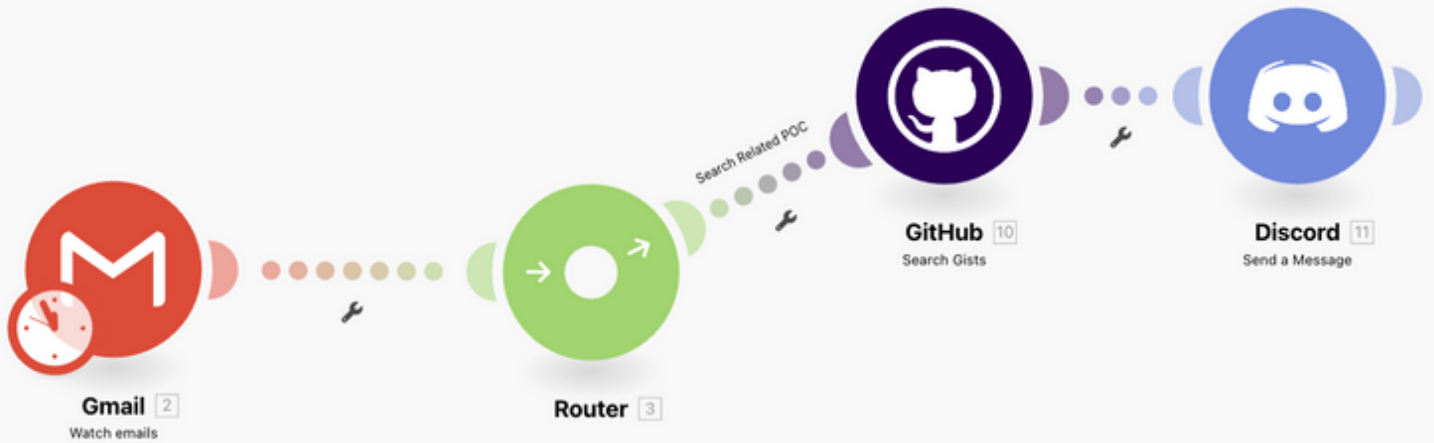 Search Related POC
GitHub 10
Search Gists
Discord 11
Send a Message
Gmail 2
Watch emails
Router 3